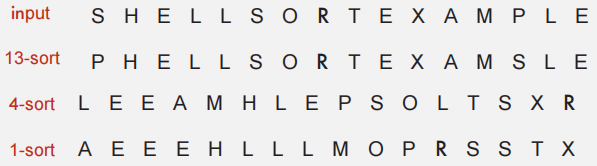 input S H E L L S O R T E X A M P L E
13-sort P H E L L S O R T E X A M S L E
4-sort L E E A M H L E P S O L T S X R
1-sort A E E E H L L L M O P R S S T X